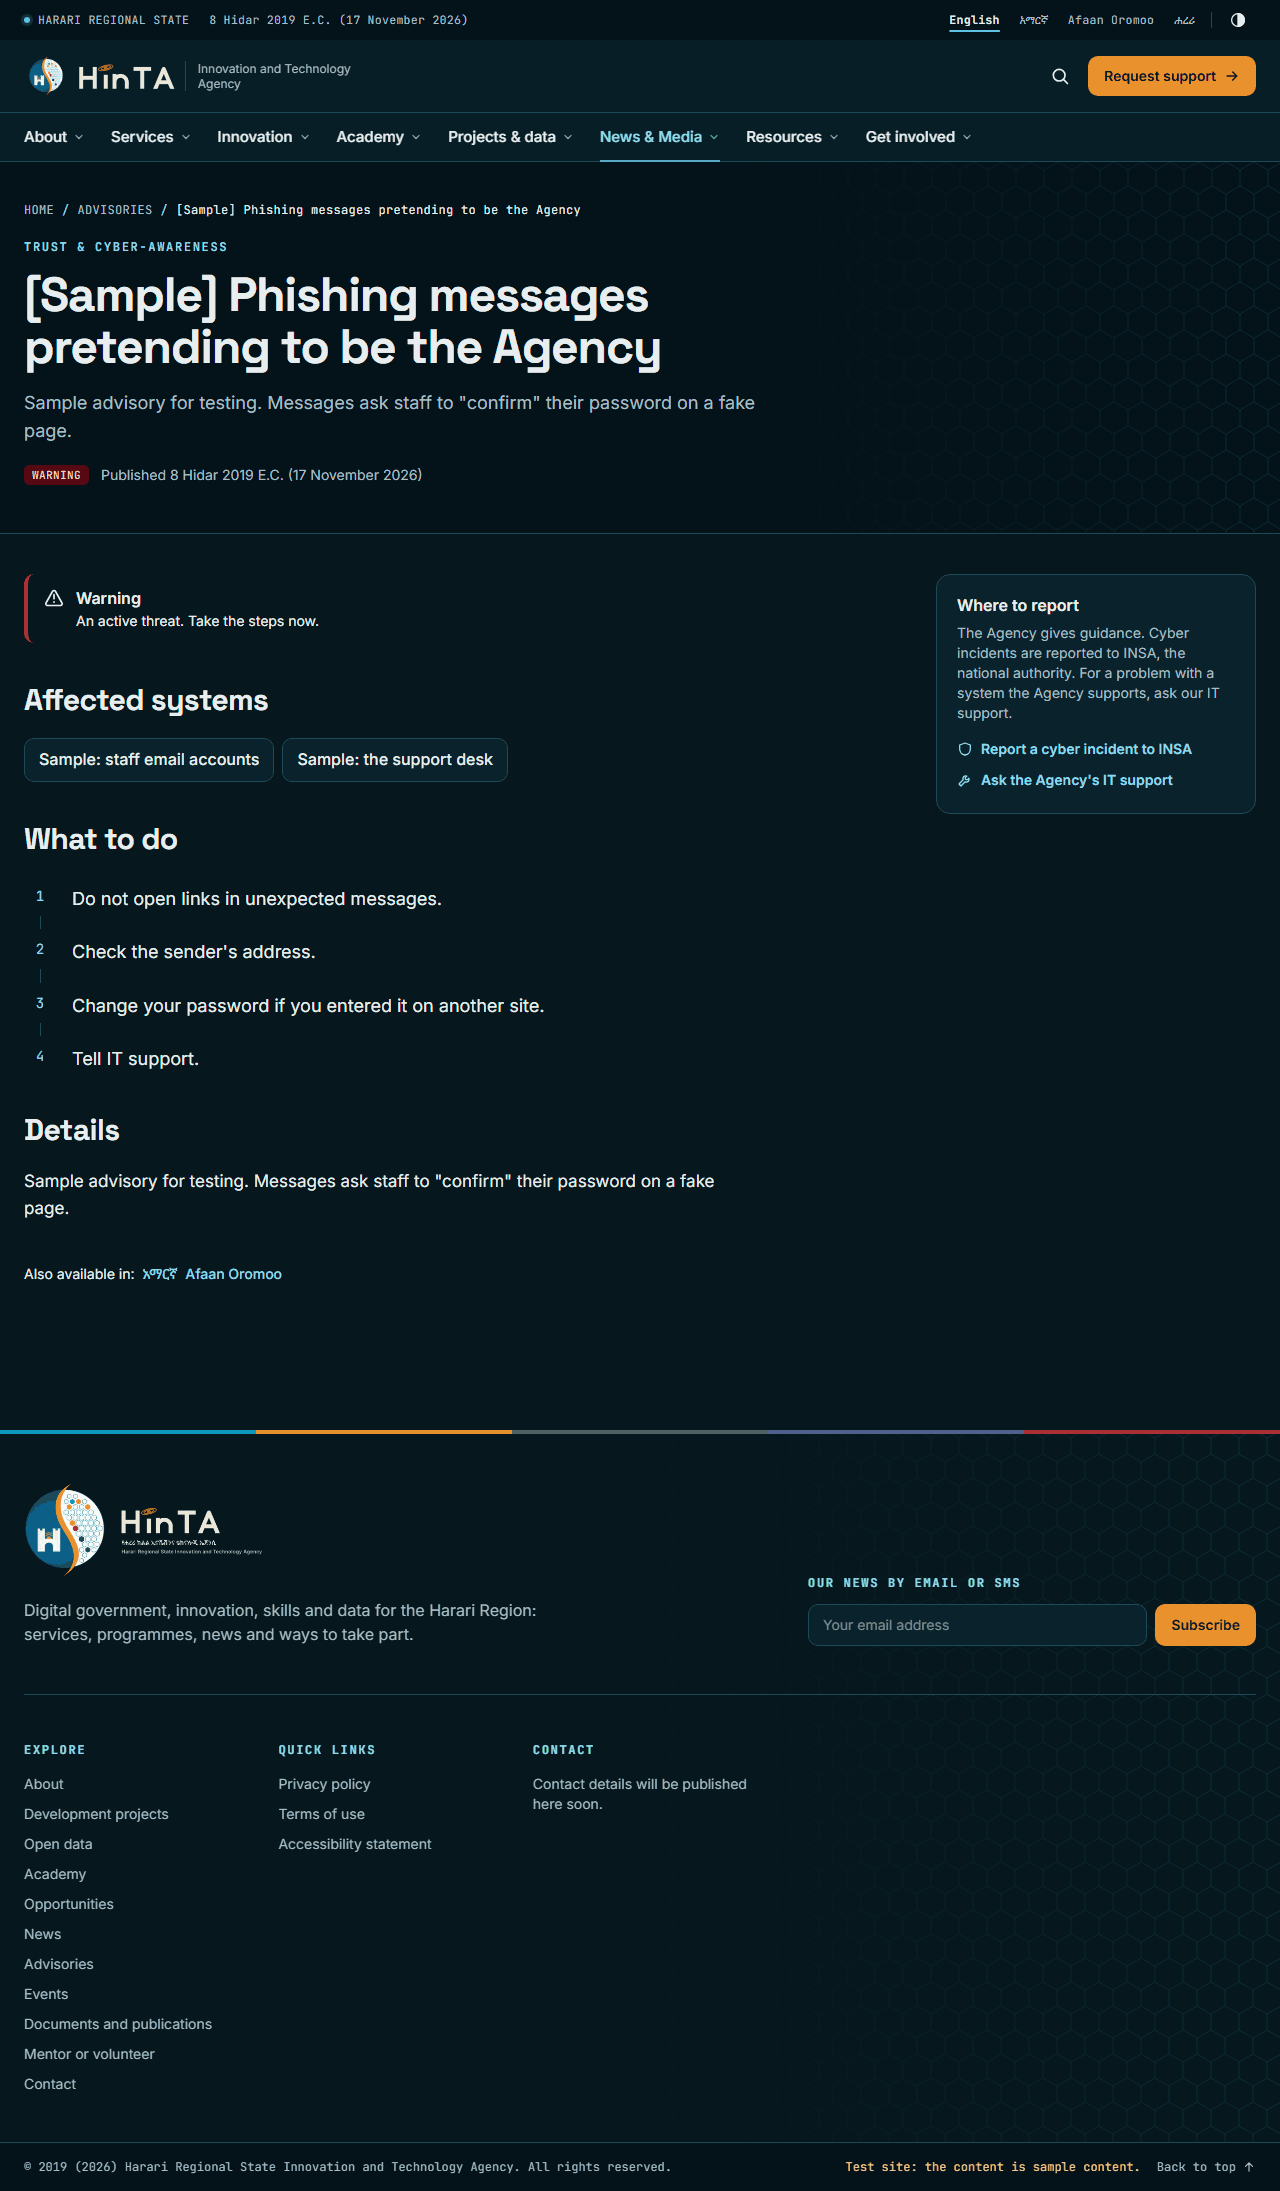 HARARI REGIONAL STATE 8 Hidar 2019 E.C. (17 November 2026)
English አማርኛ Afaan Oromoo ሐረሪ
HinTA Innovation and Technology
Agency
Request support →
About Services Innovation Academy Projects & data News & Media Resources Get involved
HOME / ADVISORIES / [Sample] Phishing messages pretending to be the Agency
TRUST & CYBER-AWARENESS
[Sample] Phishing messages
pretending to be the Agency
Sample advisory for testing. Messages ask staff to "confirm" their password on a fake
page.
WARNING Published 8 Hidar 2019 E.C. (17 November 2026)
Warning
An active threat. Take the steps now.
Affected systems
Sample: staff email accounts Sample: the support desk
What to do
1 Do not open links in unexpected messages.
2 Check the sender's address.
3 Change your password if you entered it on another site.
4 Tell IT support.
Details
Sample advisory for testing. Messages ask staff to "confirm" their password on a fake
page.
Also available in: አማርኛ Afaan Oromoo
Where to report
The Agency gives guidance. Cyber
incidents are reported to INSA, the
national authority. For a problem with a
system the Agency supports, ask our IT
support.
Report a cyber incident to INSA
Ask the Agency's IT support
HinTA
Harari Regional State Innovation and Technology Agency
Digital government, innovation, skills and data for the Harari Region:
services, programmes, news and ways to take part.
OUR NEWS BY EMAIL OR SMS
Your email address Subscribe
EXPLORE
About
Development projects
Open data
Academy
Opportunities
News
Advisories
Events
Documents and publications
Mentor or volunteer
Contact
QUICK LINKS
Privacy policy
Terms of use
Accessibility statement
CONTACT
Contact details will be published
here soon.
© 2019 (2026) Harari Regional State Innovation and Technology Agency. All rights reserved.
Test site: the content is sample content. Back to top ↑